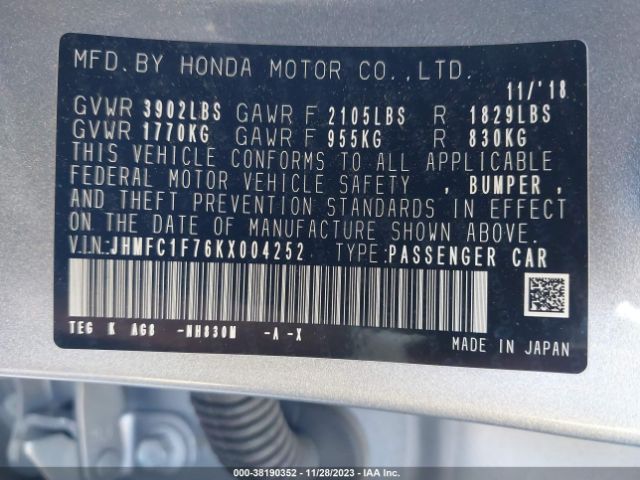 MFD. BY HONDA MOTOR CO.,LTD.
11/'18
GVWR 3902LBS GAWR F 2105LBS R 1829LBS
GVWR 1770KG GAWR F 955KG R 830KG
THIS VEHICLE CONFORMS TO ALL APPLICABLE
FEDERAL MOTOR VEHICLE SAFETY , BUMPER ,
AND THEFT PREVENTION STANDARDS IN EFFECT
ON THE DATE OF MANUFACTURE SHOWN ABOVE.
V.I.N.:JHMFC1F76KX004252 TYPE:PASSENGER CAR
TEG K AG8 -NH830M -A -X
MADE IN JAPAN
000-38190352 | 11/28/2023 | IAA Inc.